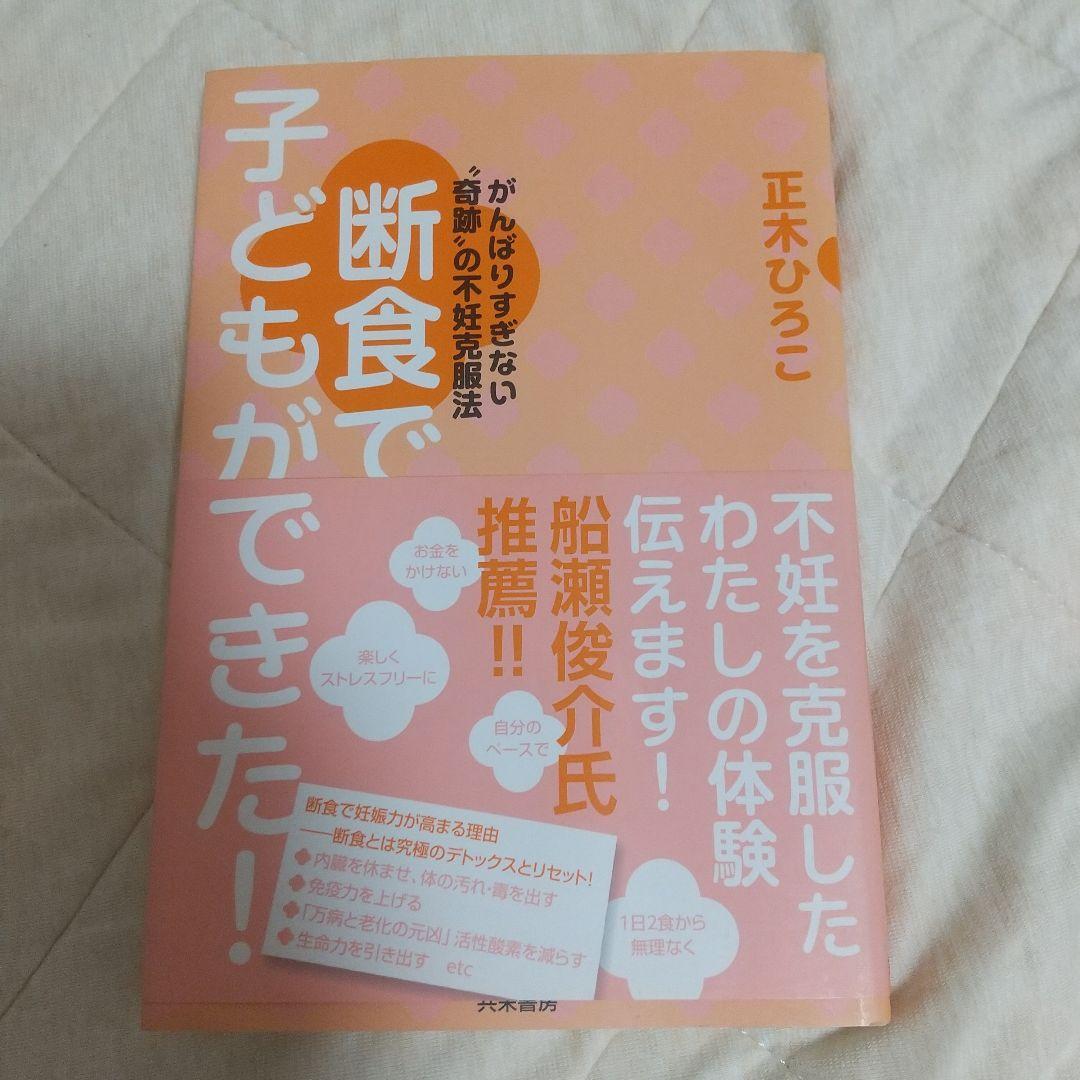 正木ひろこ
がんばりすぎない
〝奇跡〟の不妊克服法
断食で
子どもができた！
不妊を克服した
わたしの体験
伝えます！
船瀬俊介氏
推薦!!
お金を
かけない
楽しく
ストレスフリーに
自分の
ペースで
1日2食から
無理なく
断食で妊娠力が高まる理由
──断食とは究極のデトックスとリセット！
◆内臓を休ませ、体の汚れ・毒を出す
◆免疫力を上げる
◆「万病と老化の元凶」活性酸素を減らす
◆生命力を引き出す etc
共栄書房